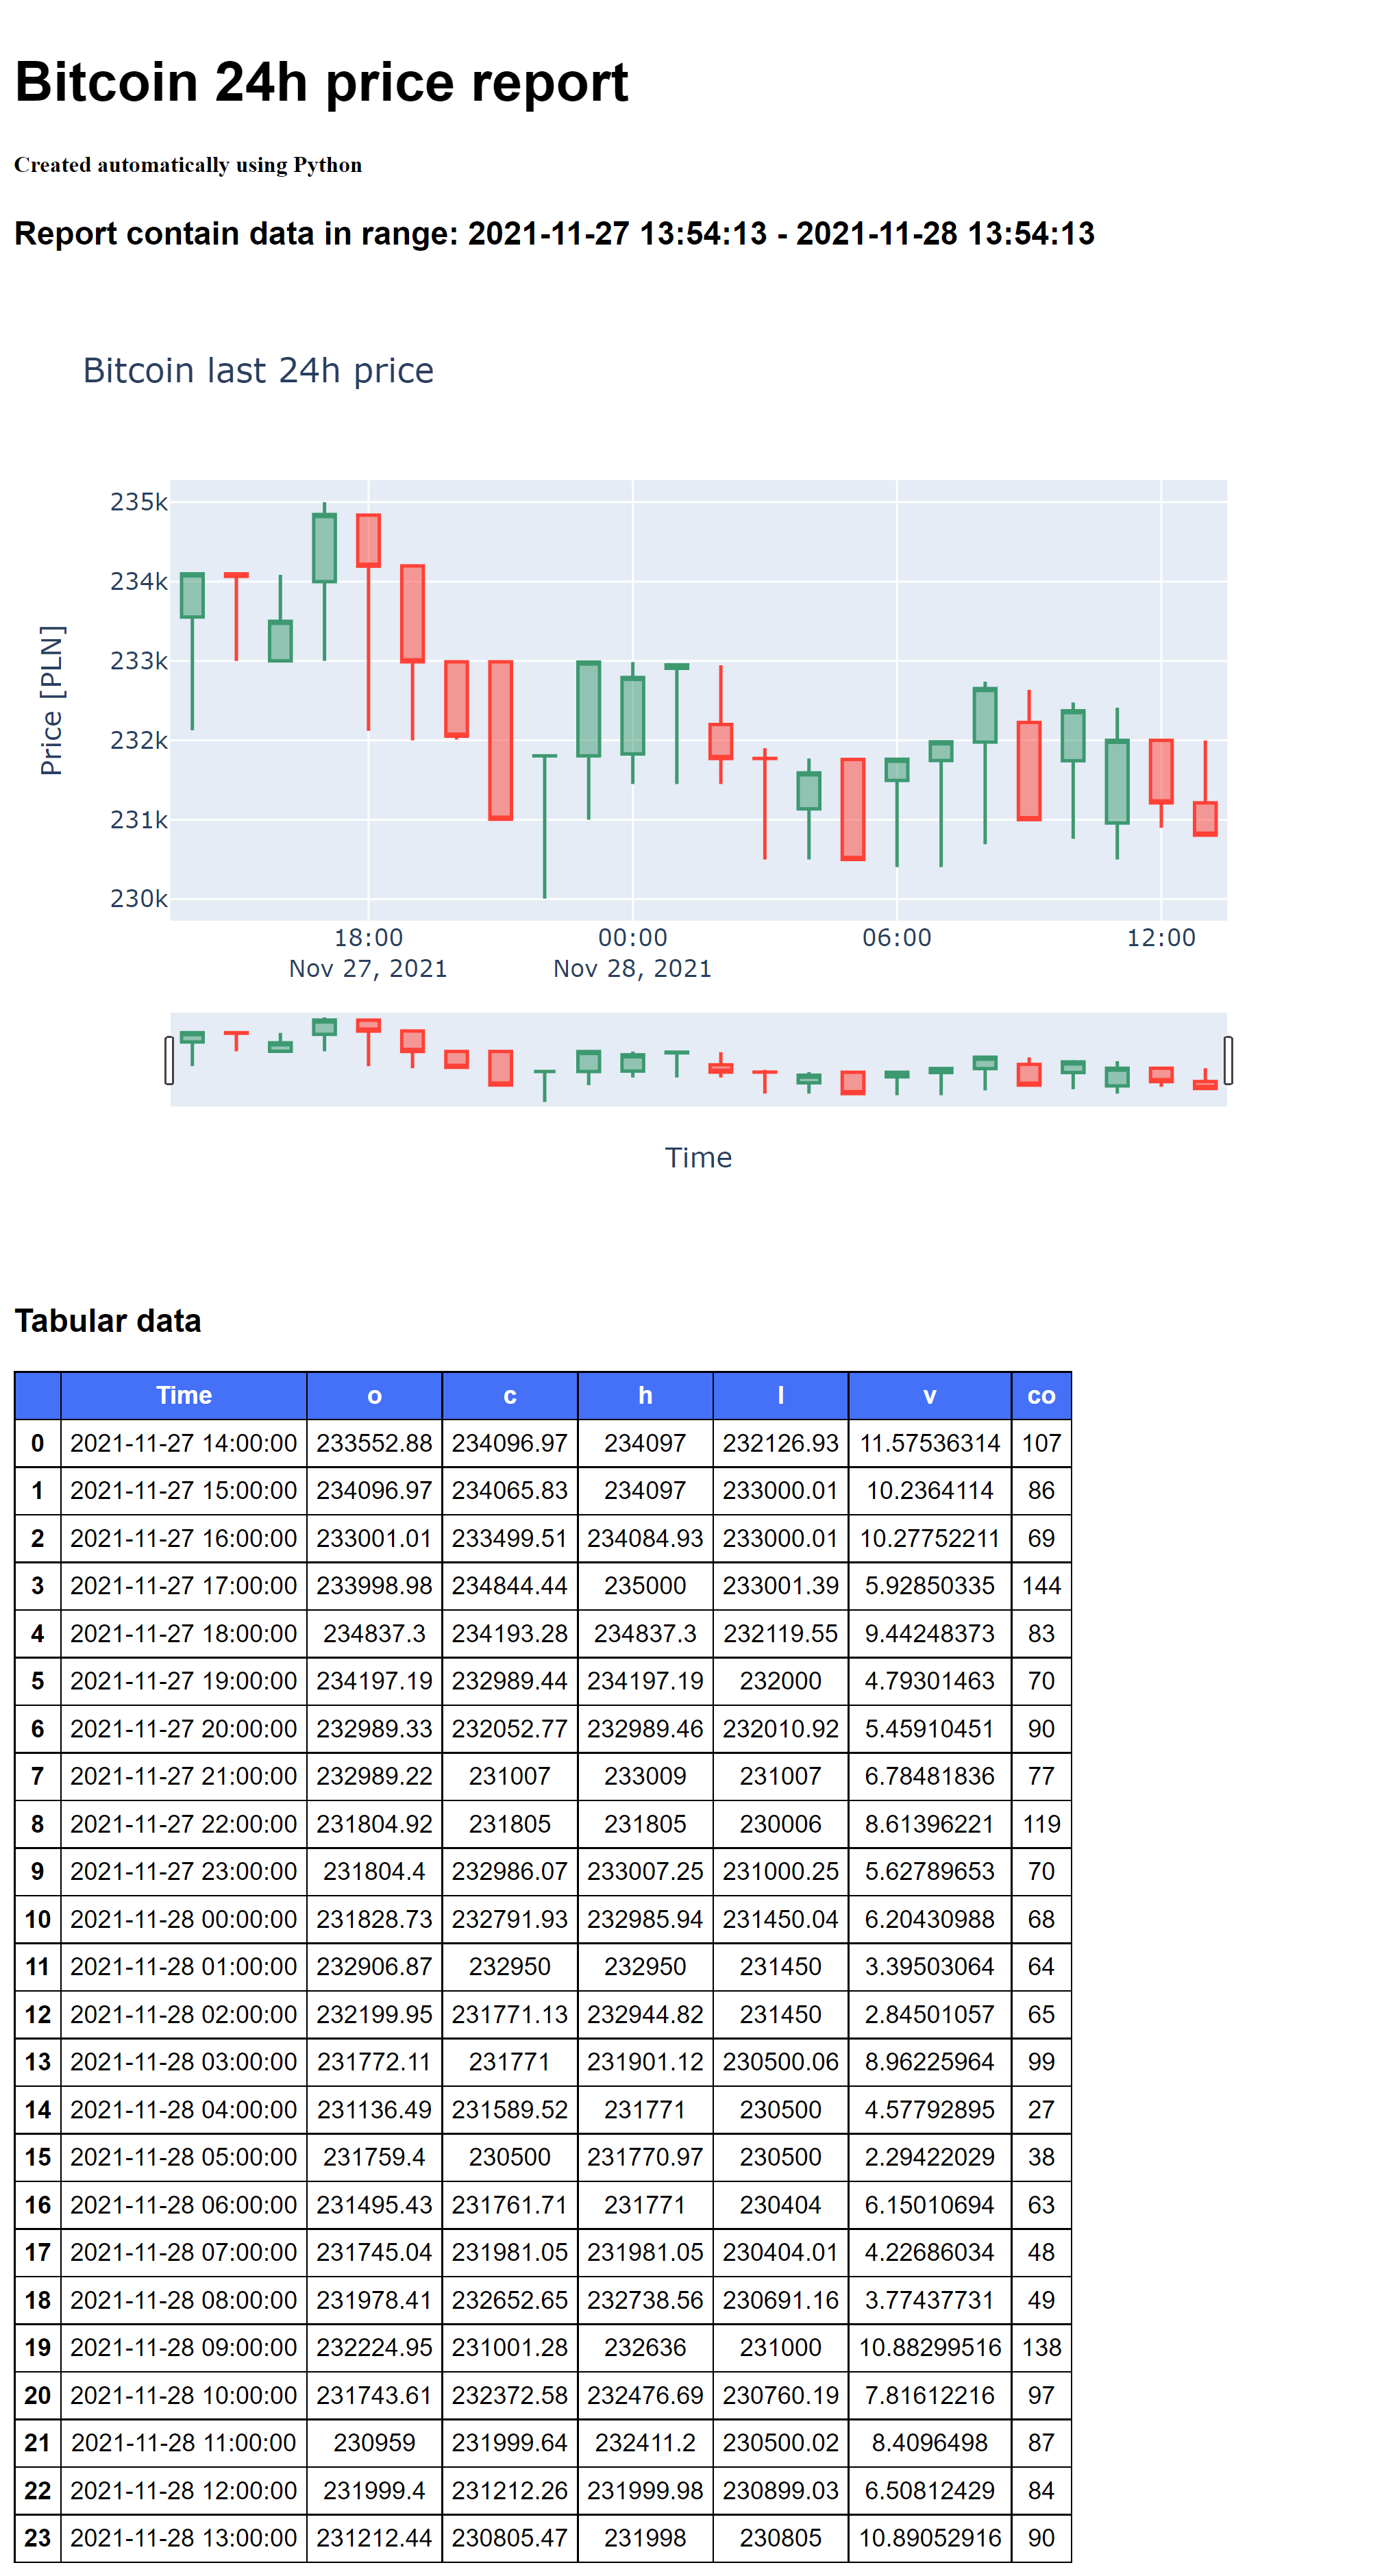 Bitcoin 24h price report
Created automatically using Python
Report contain data in range: 2021-11-27 13:54:13 - 2021-11-28 13:54:13
Bitcoin last 24h price
235k
234k
233k
232k
231k
230k
Price [PLN]
18:00 00:00 06:00 12:00
Nov 27, 2021 Nov 28, 2021
Time
Tabular data
Time o c h l v co
0 2021-11-27 14:00:00 233552.88 234096.97 234097 232126.93 11.57536314 107
1 2021-11-27 15:00:00 234096.97 234065.83 234097 233000.01 10.2364114 86
2 2021-11-27 16:00:00 233001.01 233499.51 234084.93 233000.01 10.27752211 69
3 2021-11-27 17:00:00 233998.98 234844.44 235000 233001.39 5.92850335 144
4 2021-11-27 18:00:00 234837.3 234193.28 234837.3 232119.55 9.44248373 83
5 2021-11-27 19:00:00 234197.19 232989.44 234197.19 232000 4.79301463 70
6 2021-11-27 20:00:00 232989.33 232052.77 232989.46 232010.92 5.45910451 90
7 2021-11-27 21:00:00 232989.22 231007 233009 231007 6.78481836 77
8 2021-11-27 22:00:00 231804.92 231805 231805 230006 8.61396221 119
9 2021-11-27 23:00:00 231804.4 232986.07 233007.25 231000.25 5.62789653 70
10 2021-11-28 00:00:00 231828.73 232791.93 232985.94 231450.04 6.20430988 68
11 2021-11-28 01:00:00 232906.87 232950 232950 231450 3.39503064 64
12 2021-11-28 02:00:00 232199.95 231771.13 232944.82 231450 2.84501057 65
13 2021-11-28 03:00:00 231772.11 231771 231901.12 230500.06 8.96225964 99
14 2021-11-28 04:00:00 231136.49 231589.52 231771 230500 4.57792895 27
15 2021-11-28 05:00:00 231759.4 230500 231770.97 230500 2.29422029 38
16 2021-11-28 06:00:00 231495.43 231761.71 231771 230404 6.15010694 63
17 2021-11-28 07:00:00 231745.04 231981.05 231981.05 230404.01 4.22686034 48
18 2021-11-28 08:00:00 231978.41 232652.65 232738.56 230691.16 3.77437731 49
19 2021-11-28 09:00:00 232224.95 231001.28 232636 231000 10.88299516 138
20 2021-11-28 10:00:00 231743.61 232372.58 232476.69 230760.19 7.81612216 97
21 2021-11-28 11:00:00 230959 231999.64 232411.2 230500.02 8.4096498 87
22 2021-11-28 12:00:00 231999.4 231212.26 231999.98 230899.03 6.50812429 84
23 2021-11-28 13:00:00 231212.44 230805.47 231998 230805 10.89052916 90